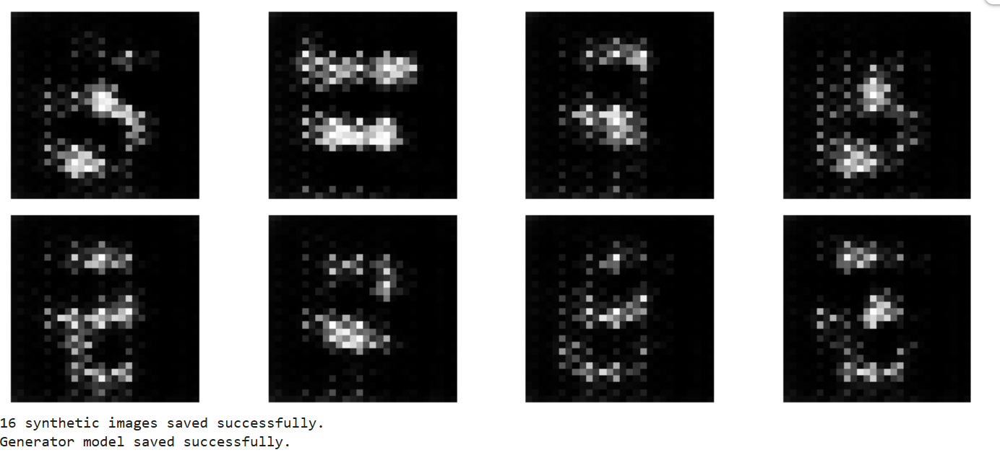 16 synthetic images saved successfully.
Generator model saved successfully.